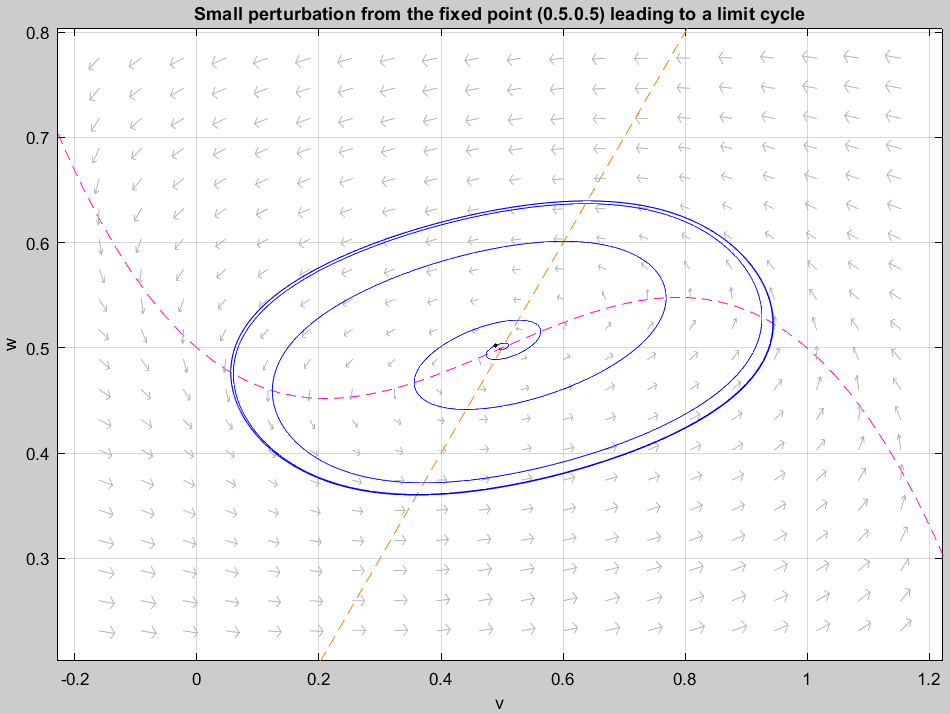 Small perturbation from the fixed point (0.5.0.5) leading to a limit cycle
0.8
0.7
0.6
0.5
0.4
0.3
w
-0.2 0 0.2 0.4 0.6 0.8 1 1.2
v